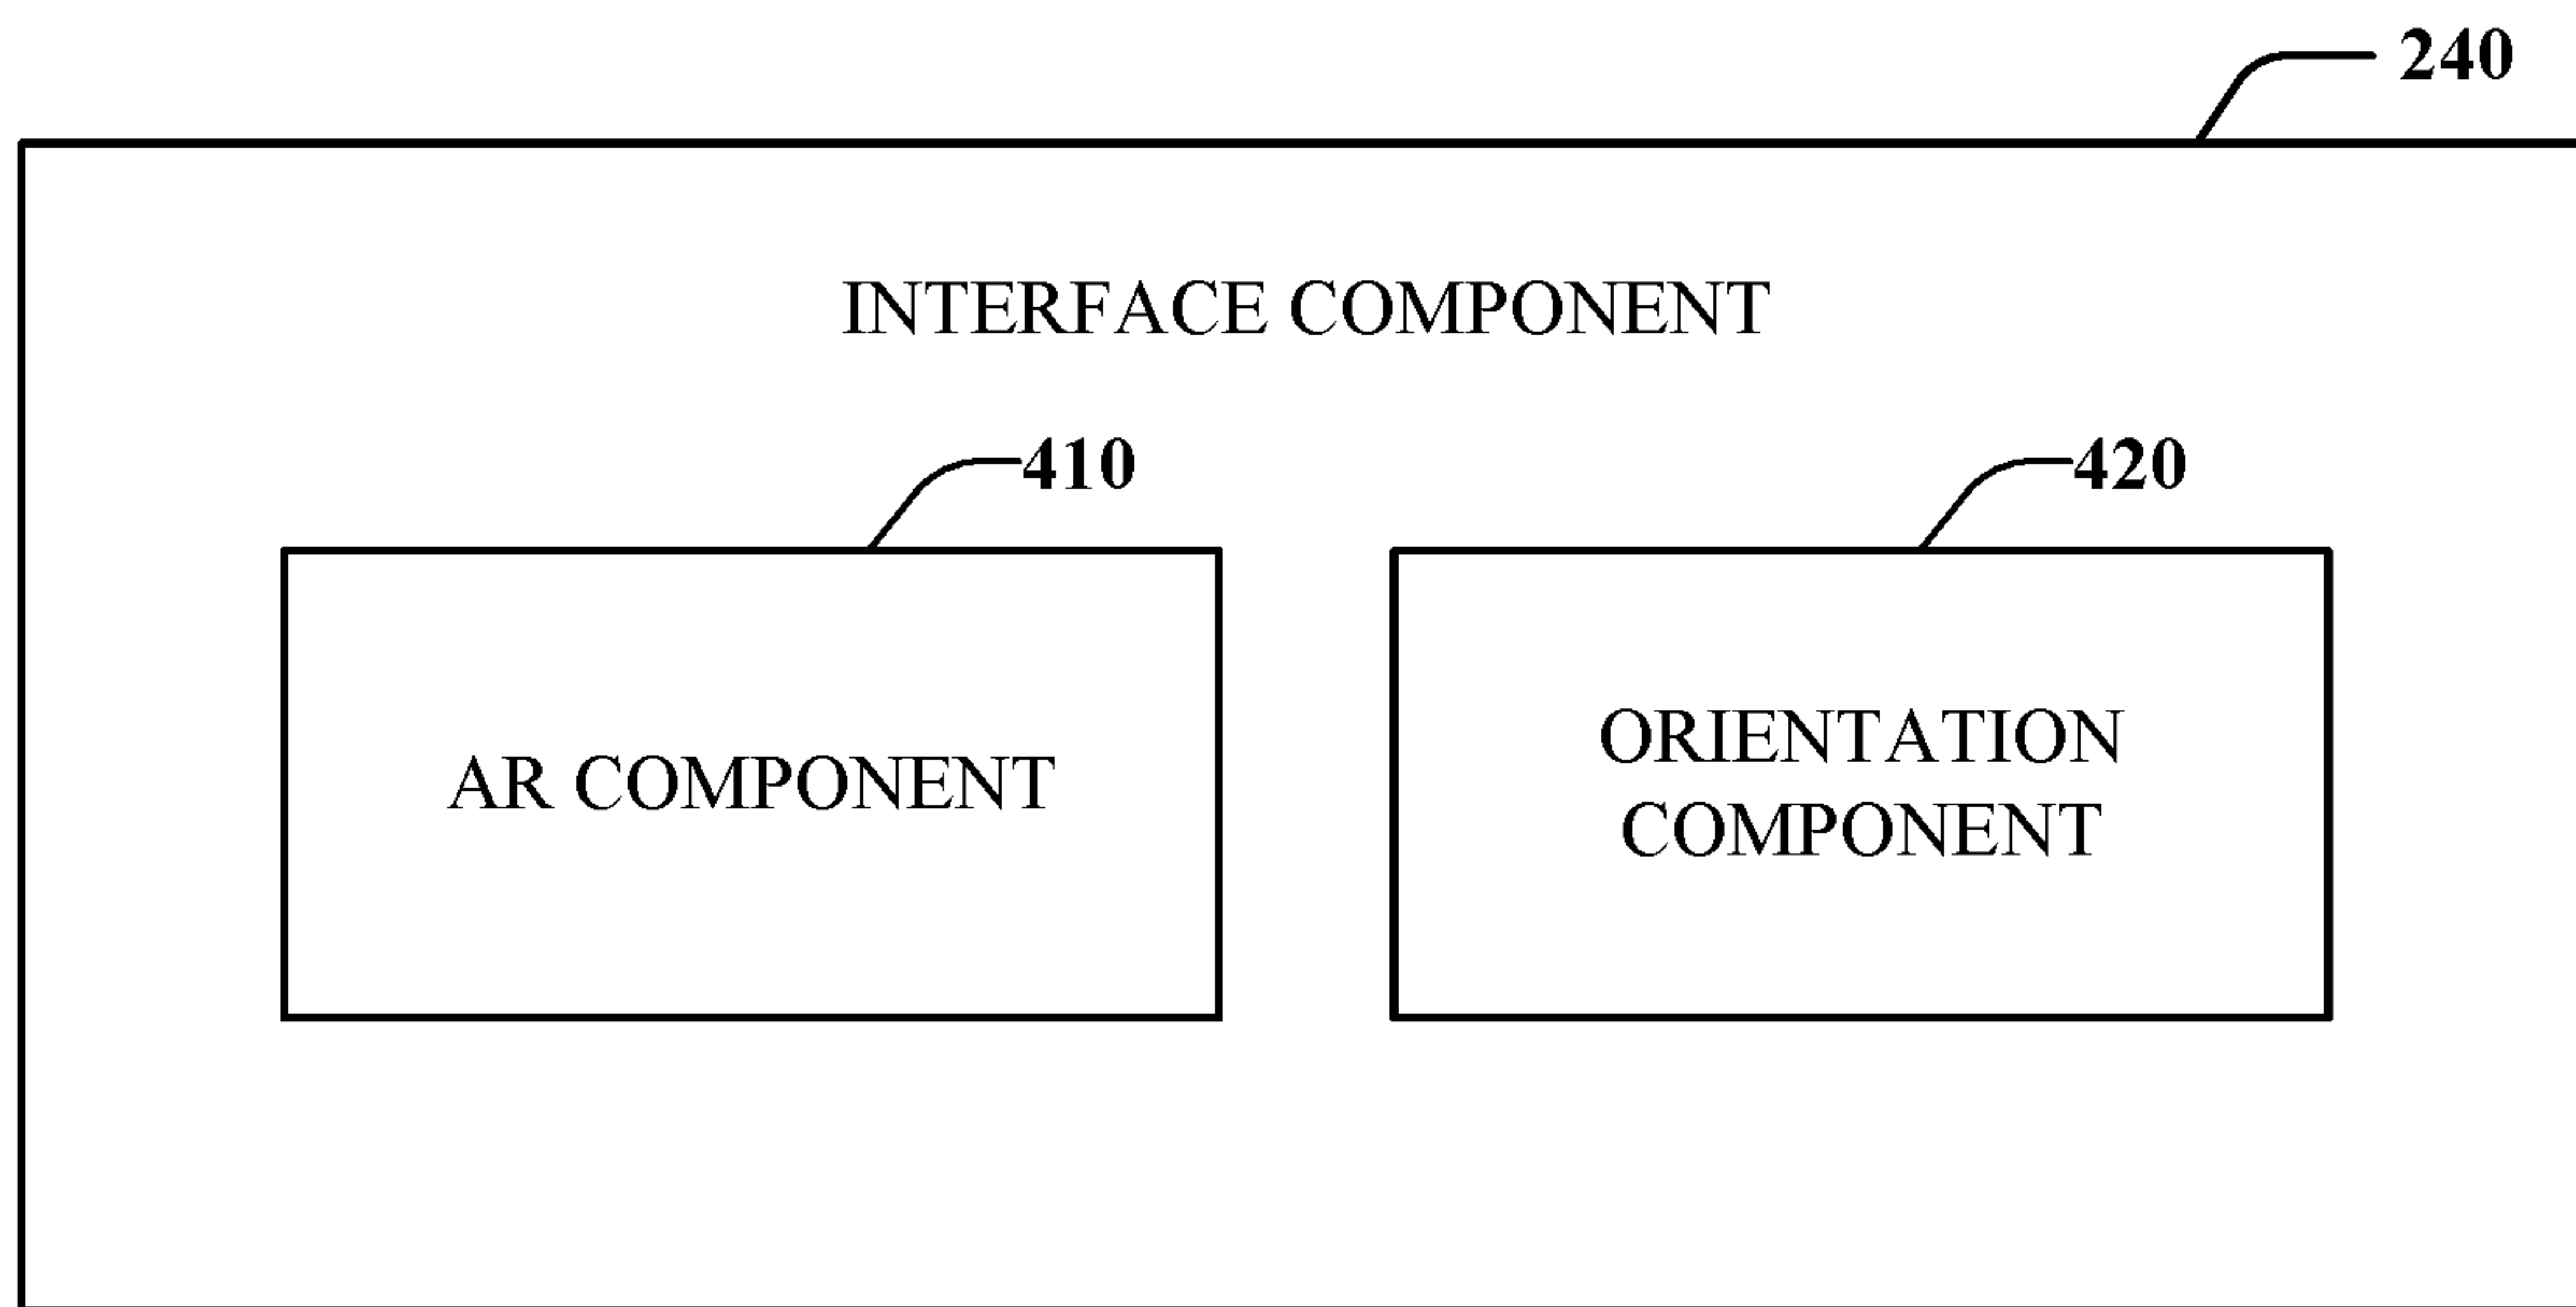 240
INTERFACE COMPONENT
410
420
AR COMPONENT
ORIENTATION
COMPONENT